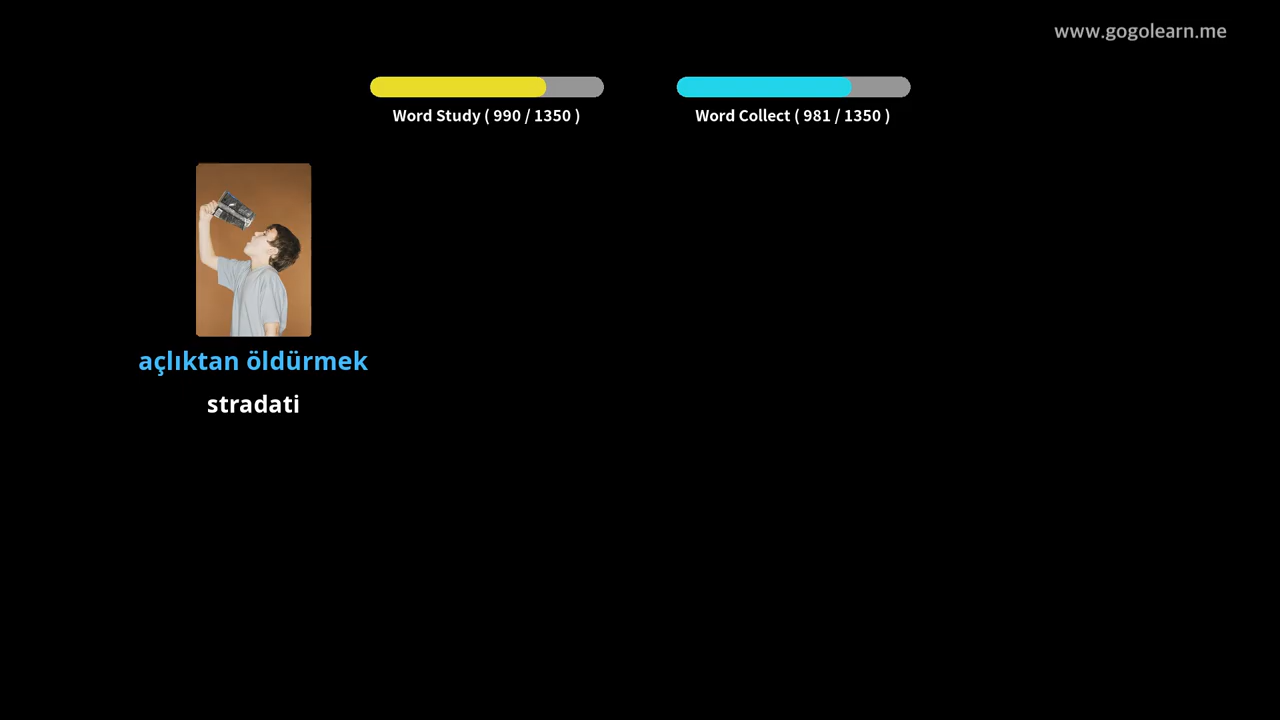 www.gogolearn.me
Word Study ( 990 / 1350 )
Word Collect ( 981 / 1350 )
açlıktan öldürmek
stradati